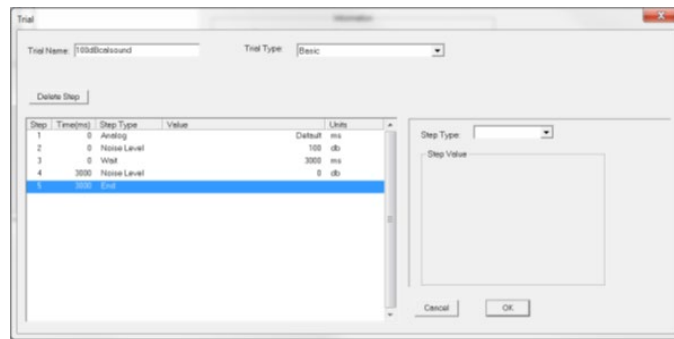 Trial
Information
Trial Name: 100dBcalsound
Trial Type: Basic
Delete Step
Step Time(ms) Step Type Value Units
1 0 Analog Default ms
2 0 Noise Level 100 db
3 0 Wait 3000 ms
4 3000 Noise Level 0 db
5 3000 End
Step Type:
Step Value
Cancel OK